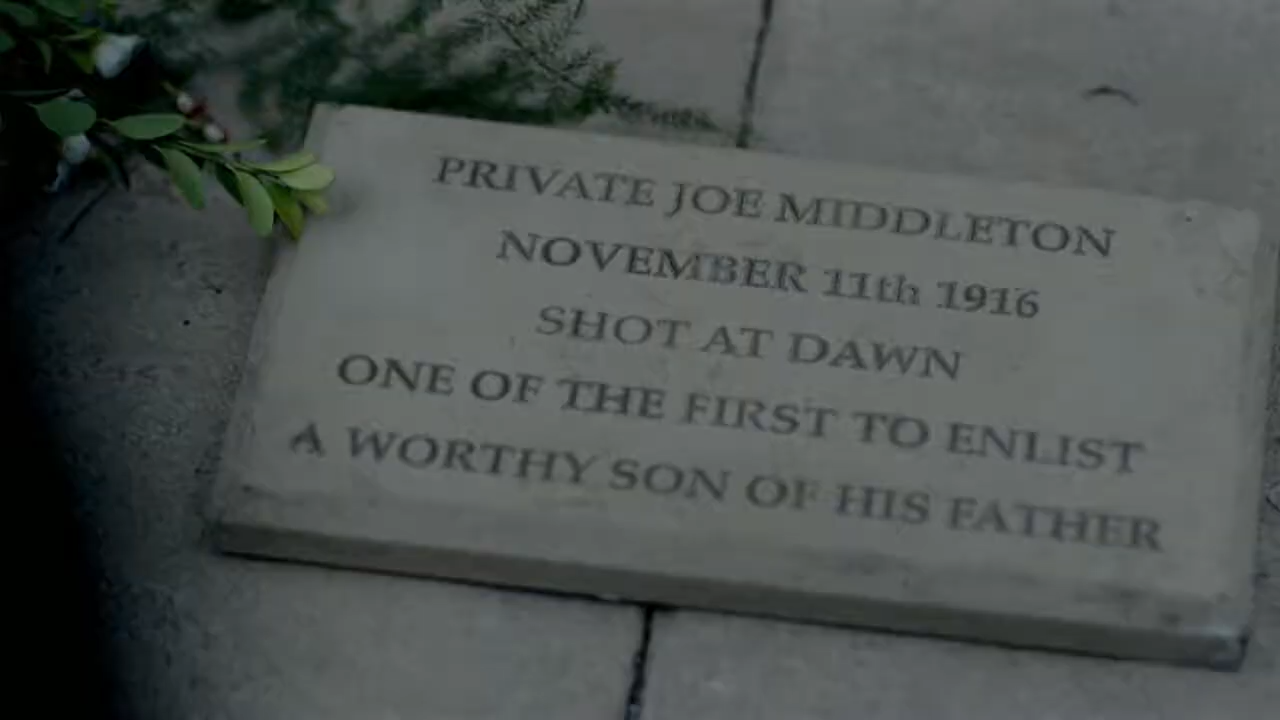 PRIVATE JOE MIDDLETON
NOVEMBER 11th 1916
SHOT AT DAWN
ONE OF THE FIRST TO ENLIST
A WORTHY SON OF HIS FATHER